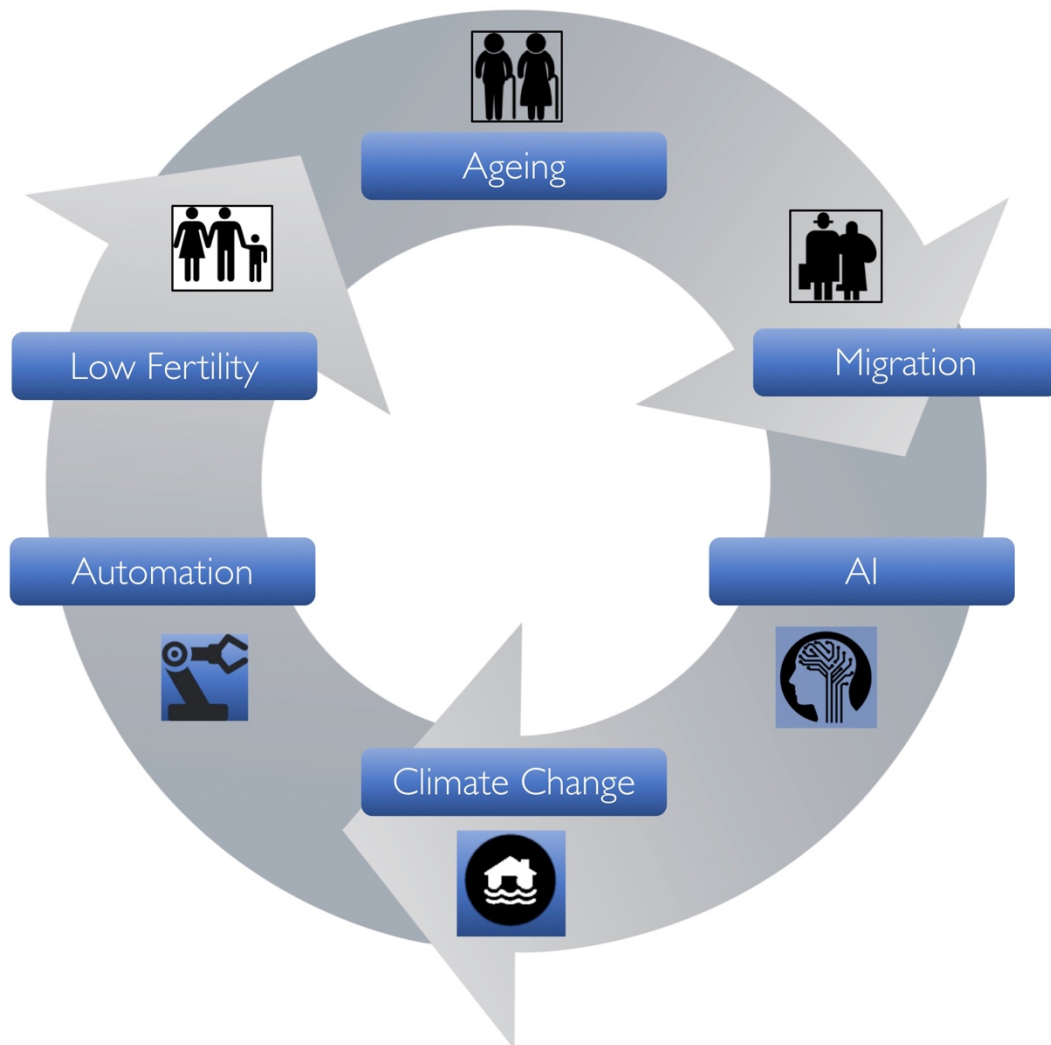 Ageing
Migration
Low Fertility
Automation
AI
Climate Change